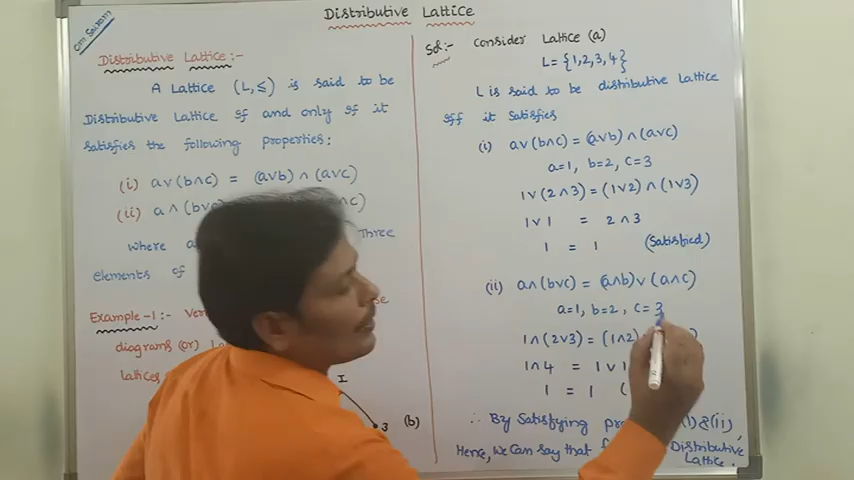 Distributive Lattice
Om Sairam
Distributive Lattice:-
A Lattice (L,≤) is said to be
Distributive Lattice if and only if it
satisfies the following properties:
(i) a∨(b∧c) = (a∨b)∧(a∨c)
(ii) a∧(b∨ c)
where a Three
elements of
Example-1:-
diagrams (or)
lattices
I
3
(b)
Sol:- Consider Lattice (a)
L={1,2,3,4}
L is said to be distributive lattice
iff it satisfies
(i) a∨(b∧c) = (a∨b)∧(a∨c)
a=1, b=2, c=3
1∨(2∧3) = (1∨2)∧(1∨3)
1∨1 = 2∧3
1 = 1 (Satisfied)
(ii) a∧(b∨c) = (a∧b)∨(a∧c)
a=1, b=2, c=3
1∧(2∨3) = (1∧2)
1∧4 = 1∨1
1 = 1 (
∴ By Satisfying (i)&(ii),
Hence, we can say that Distributive
Lattice.